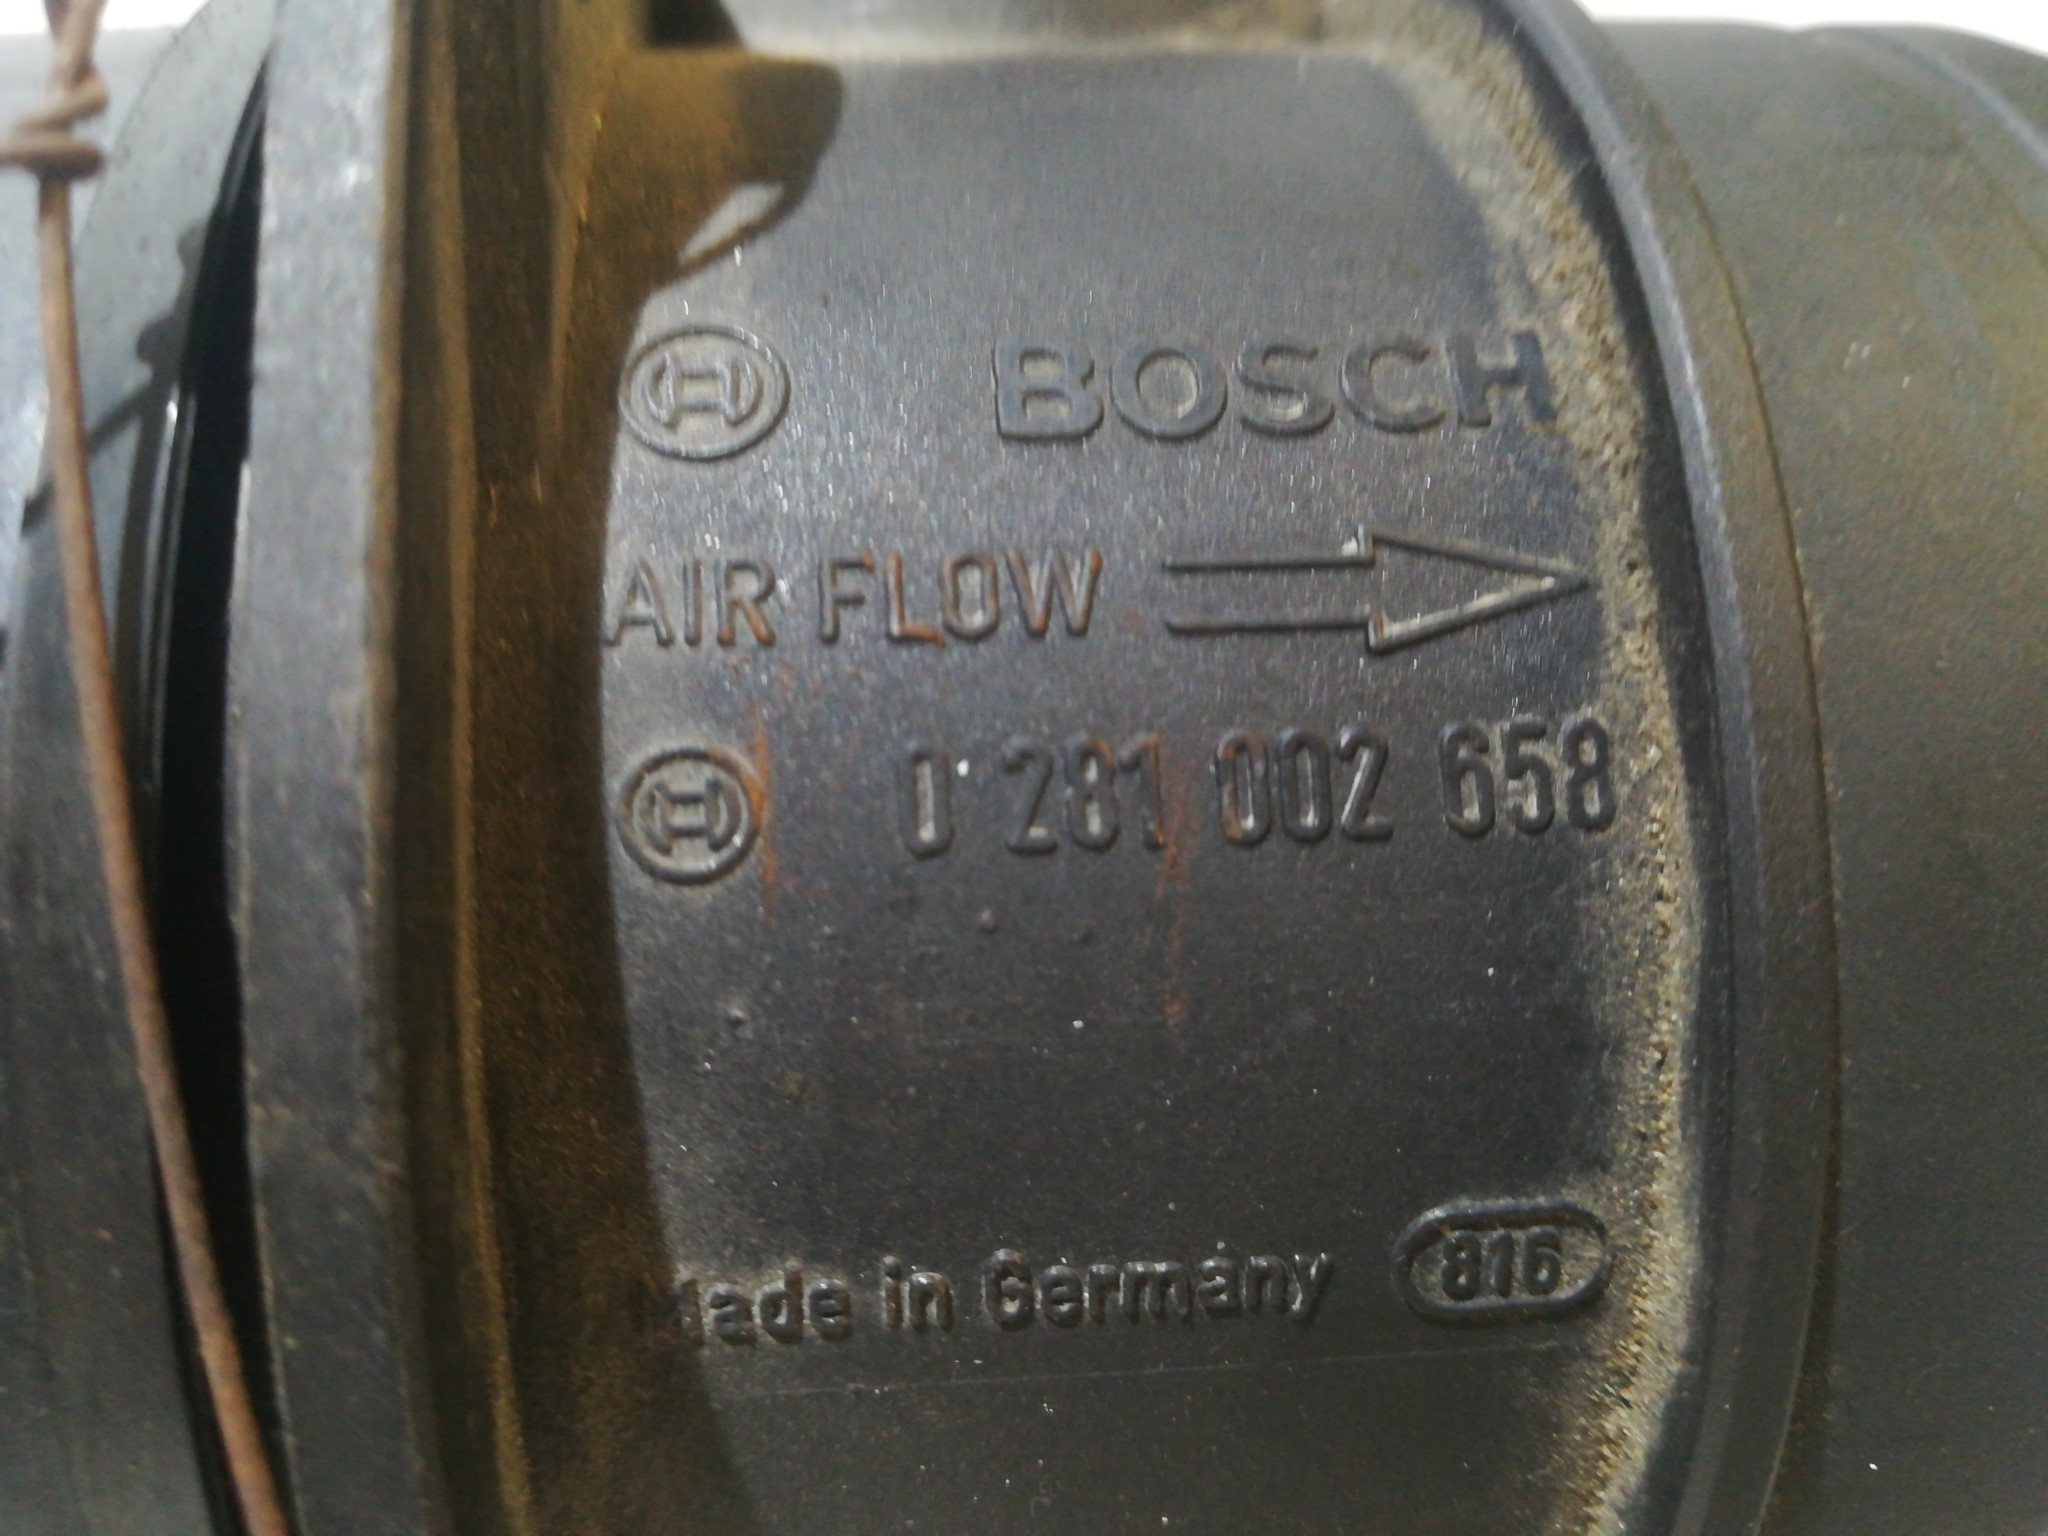 BOSCH
AIR FLOW
0 281 002 658
Made in Germany 816